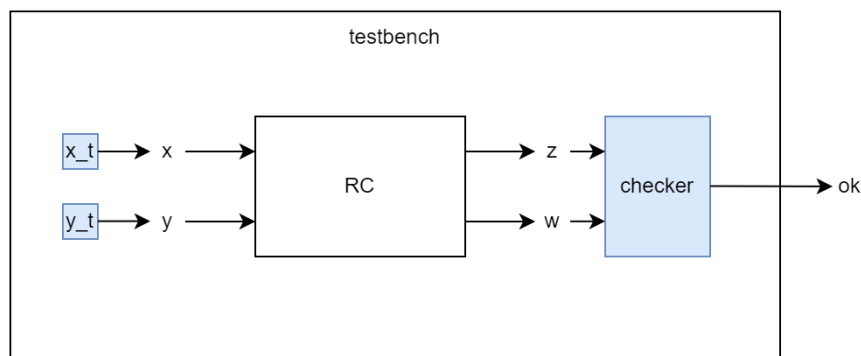 testbench
x_t
x
RC
z
checker
ok
y_t
y
w